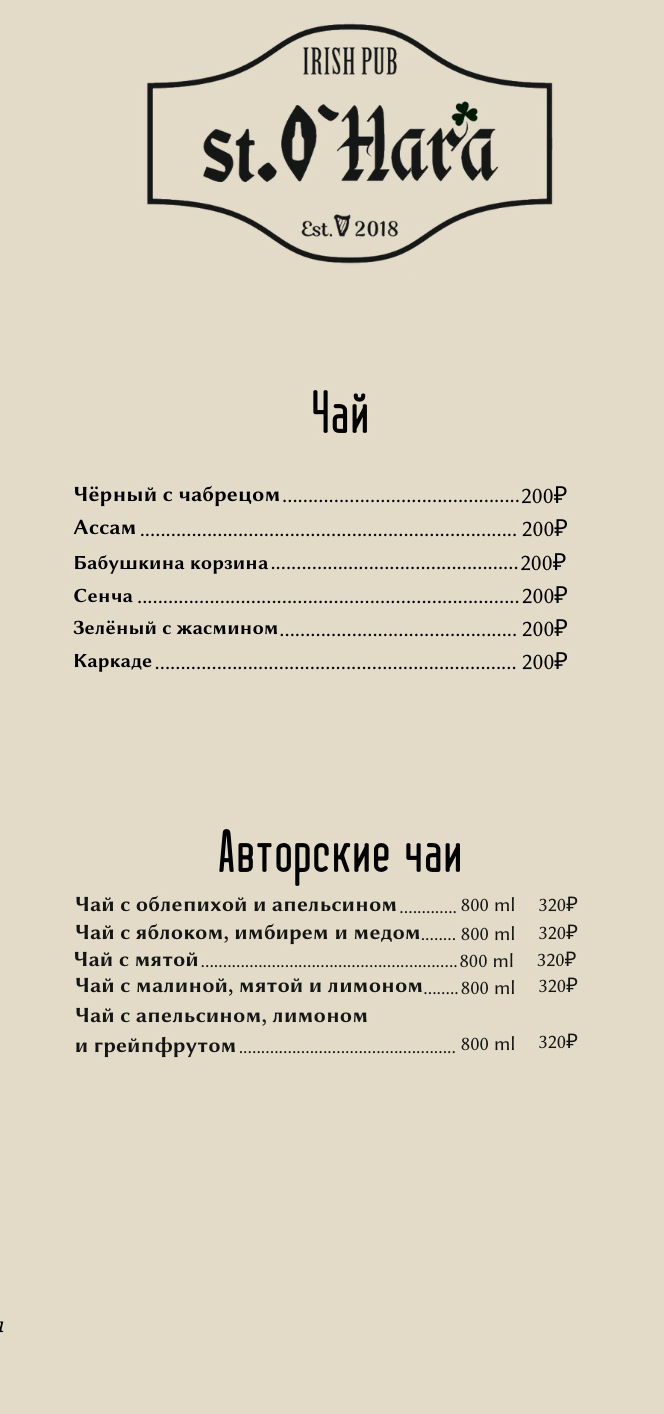 IRISH PUB
st.O`Hara
Est. 2018
Чай
Чёрный с чабрецом........................................200₽
Ассам................................................................ 200₽
Бабушкина корзина..........................................200₽
Сенча.................................................................200₽
Зелёный с жасмином........................................ 200₽
Каркаде............................................................. 200₽
Авторские чаи
Чай с облепихой и апельсином............. 800 ml 320₽
Чай с яблоком, имбирем и медом........ 800 ml 320₽
Чай с мятой..............................................800 ml 320₽
Чай с малиной, мятой и лимоном........800 ml 320₽
Чай с апельсином, лимоном
и грейпфрутом....................................... 800 ml 320₽